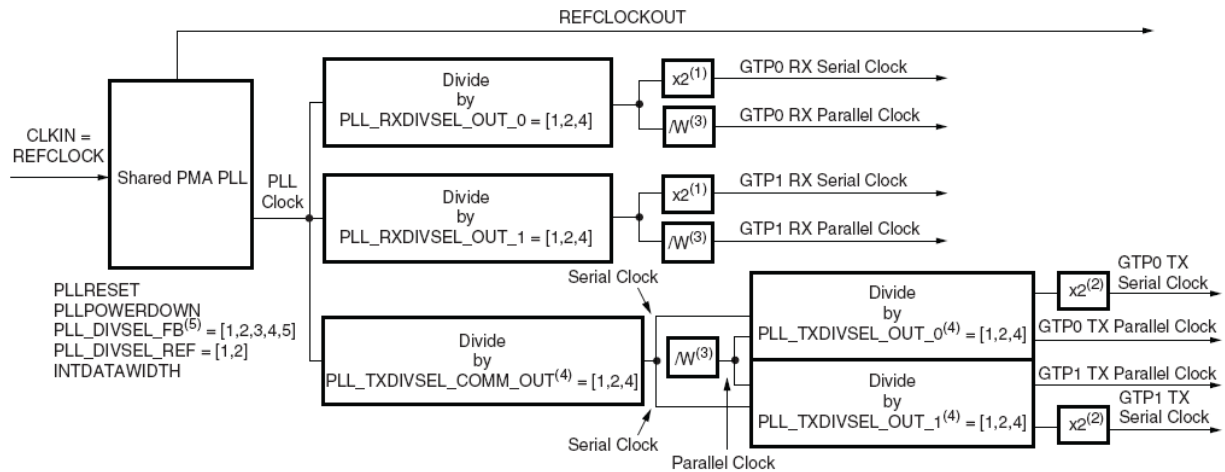 REFCLOCKOUT
CLKIN =
REFCLOCK
Shared PMA PLL
PLL
Clock
PLLRESET
PLLPOWERDOWN
PLL_DIVSEL_FB(5) = [1,2,3,4,5]
PLL_DIVSEL_REF = [1,2]
INTDATAWIDTH
Divide
by
PLL_RXDIVSEL_OUT_0 = [1,2,4]
x2(1)
GTP0 RX Serial Clock
/W(3)
GTP0 RX Parallel Clock
Divide
by
PLL_RXDIVSEL_OUT_1 = [1,2,4]
x2(1)
GTP1 RX Serial Clock
/W(3)
GTP1 RX Parallel Clock
Divide
by
PLL_TXDIVSEL_COMM_OUT(4) = [1,2,4]
Serial Clock
/W(3)
Serial Clock
Parallel Clock
Divide
by
PLL_TXDIVSEL_OUT_0(4) = [1,2,4]
x2(2)
GTP0 TX
Serial Clock
GTP0 TX Parallel Clock
Divide
by
PLL_TXDIVSEL_OUT_1(4) = [1,2,4]
GTP1 TX Parallel Clock
x2(2)
GTP1 TX
Serial Clock